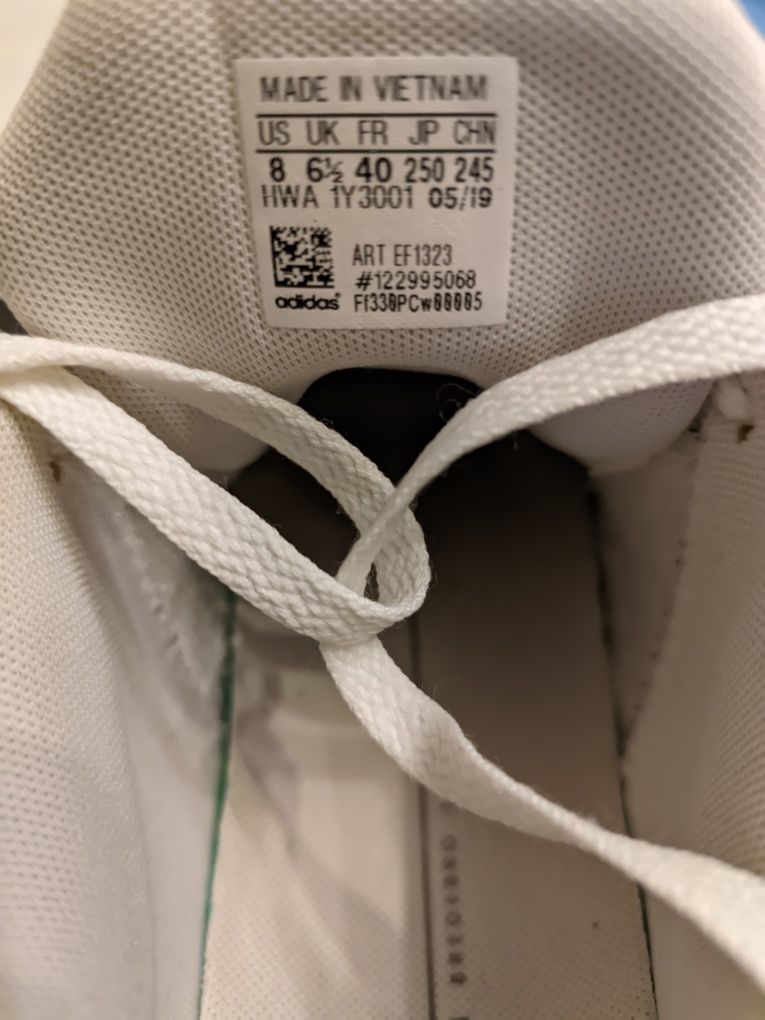 MADE IN VIETNAM
US UK FR JP CHN
8 6½ 40 250 245
HWA 1Y3001 05/19
ART EF1323
#122995068
adidas Ff330PCw00005